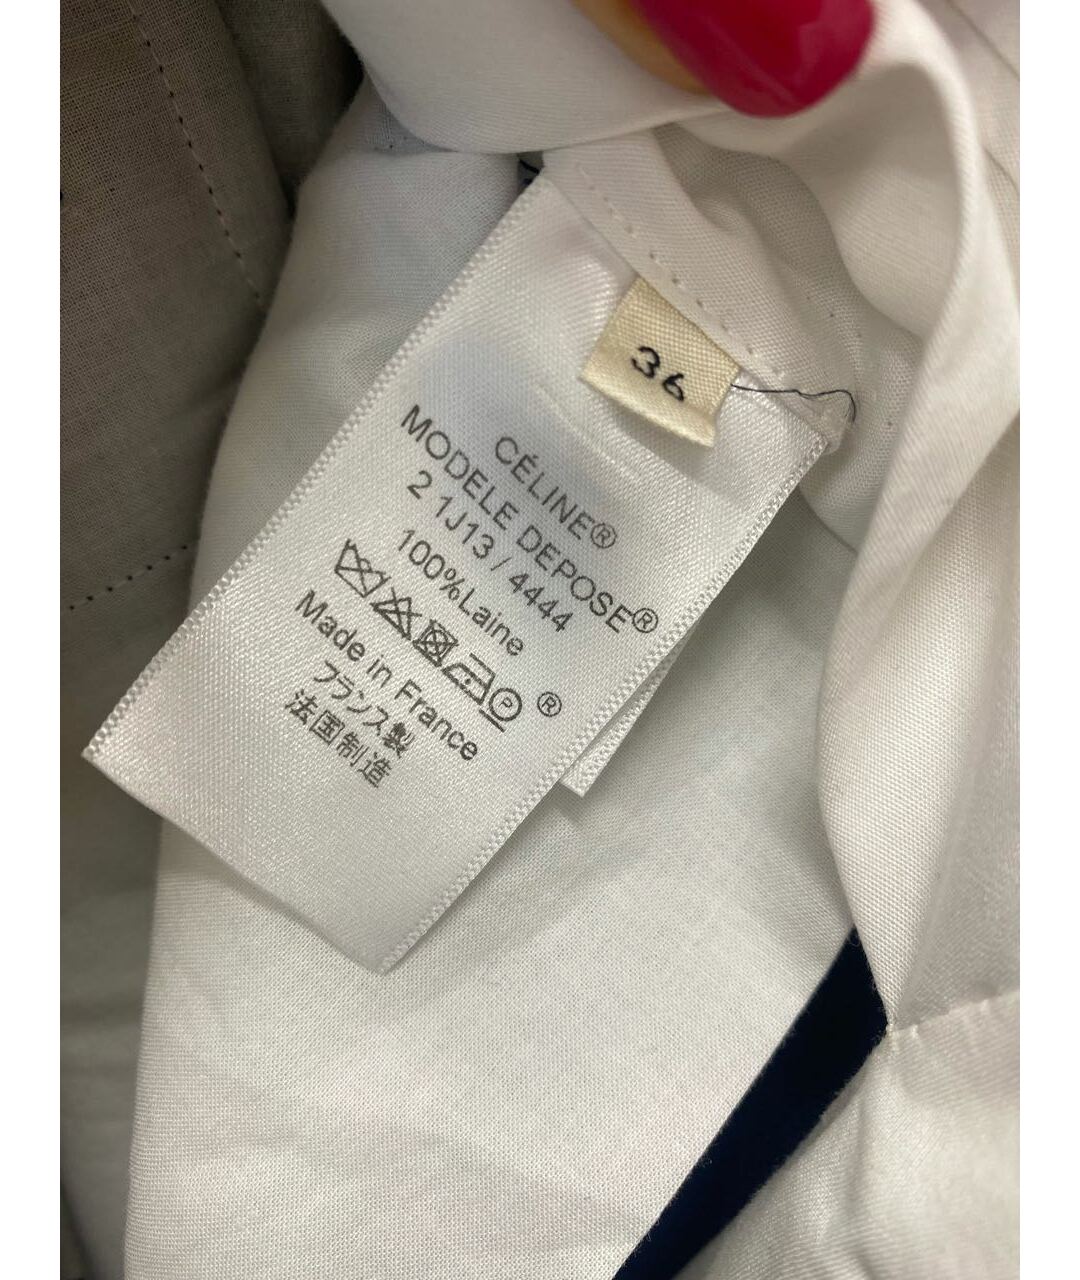 36
CÉLINE®
MODELE DEPOSE®
2 1J13 / 4444
100%Laine
P ®
Made in France
フランス製
法国制造